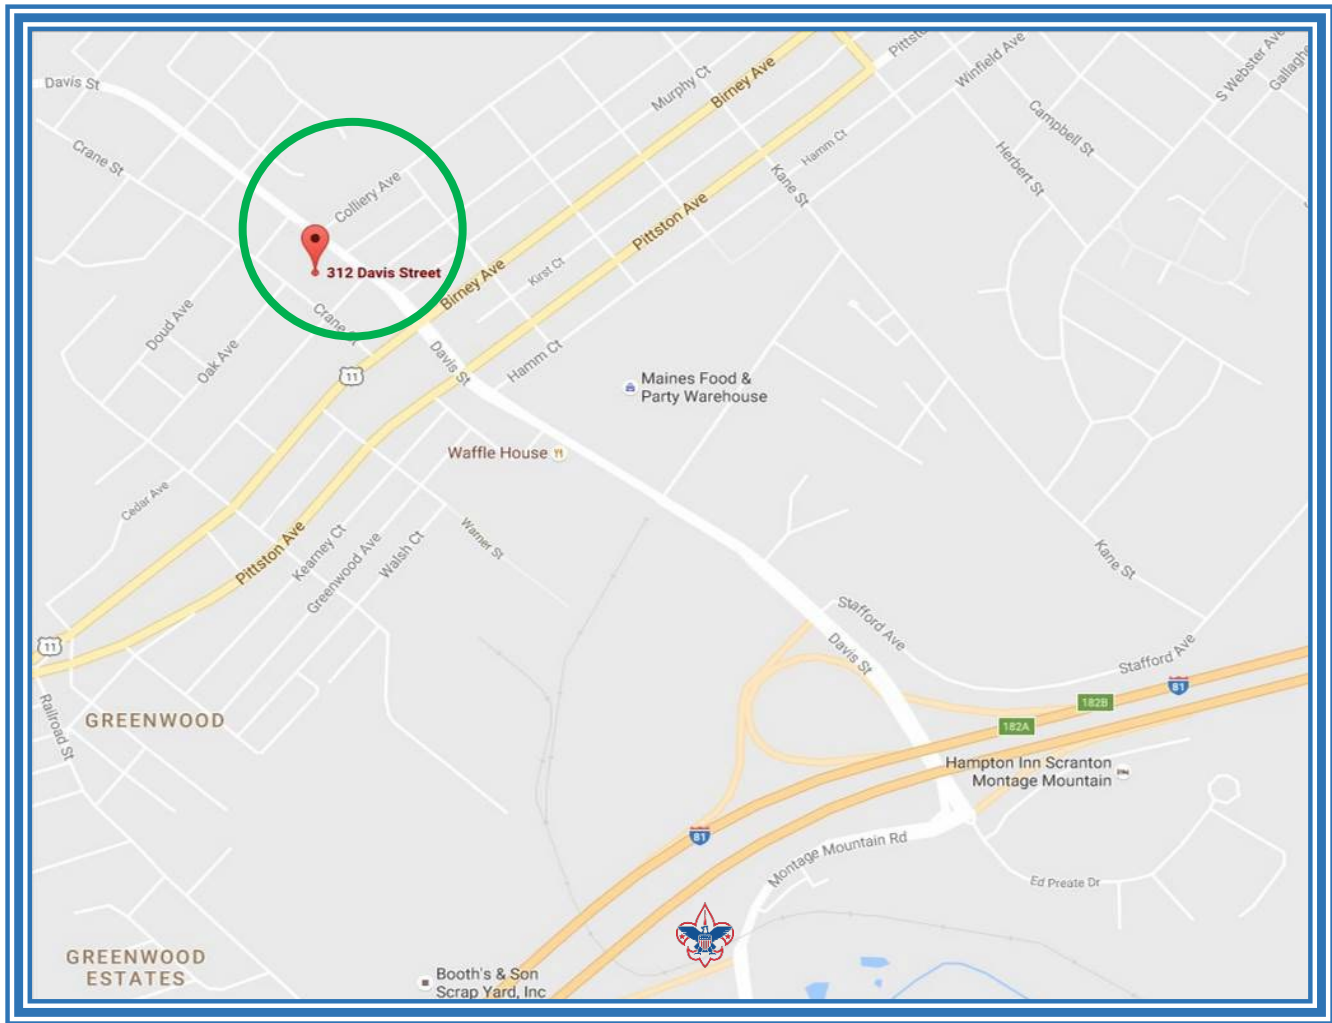 Davis St
Crane St
Colliery Ave
Murphy Ct
Birney Ave
Winfield Ave
S Webster Ave
Campbell St
Hamm Ct
Herbert St
Kane St
Pittston Ave
312 Davis Street
Kirst Ct
Birney Ave
Doud Ave
Oak Ave
11
Davis St
Hamm Ct
Maines Food &
Party Warehouse
Waffle House
Cedar Ave
Pittston Ave
Kearney Ct
Greenwood Ave
Walsh Ct
Warner St
Kane St
Stafford Ave
Davis St
Stafford Ave
11
Railroad St
GREENWOOD
81
182B
182A
Hampton Inn Scranton
Montage Mountain
81
Montage Mountain Rd
Ed Preate Dr
GREENWOOD
ESTATES
Booth's & Son
Scrap Yard, Inc